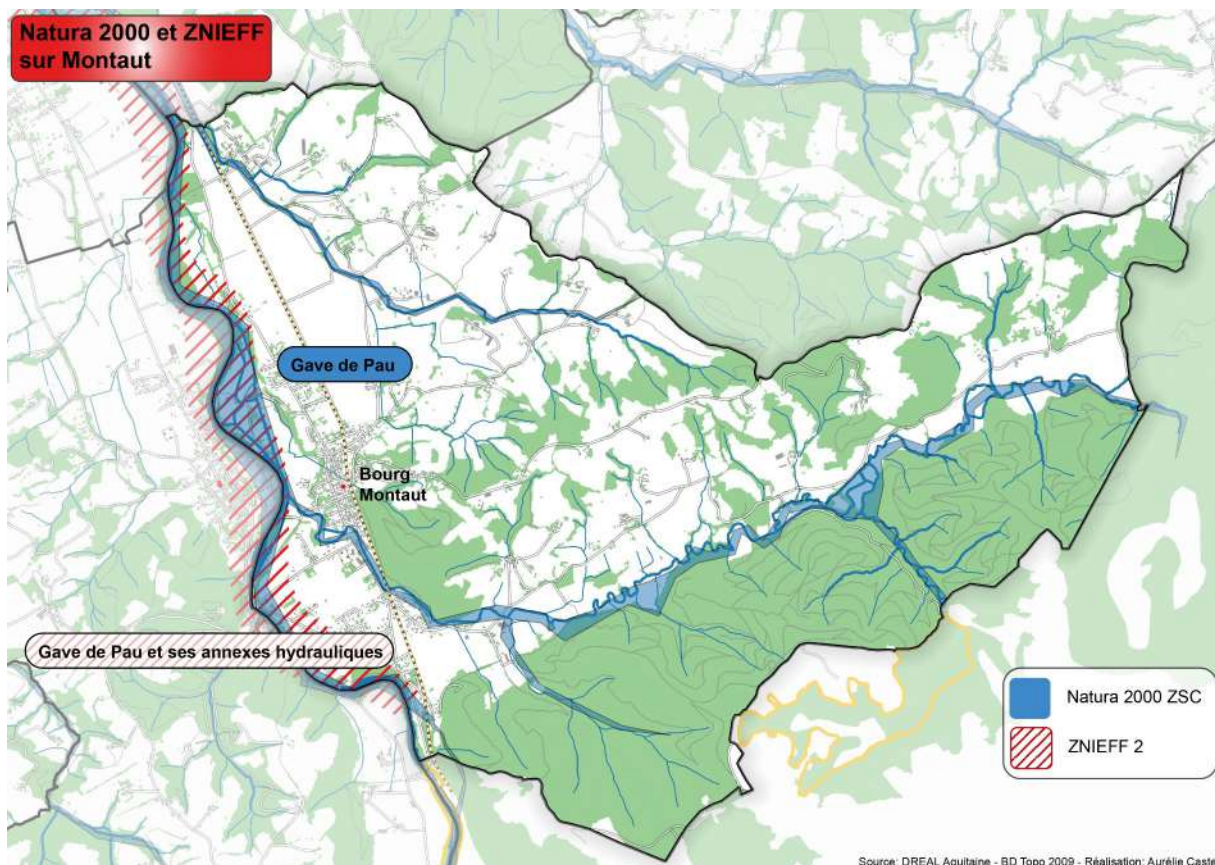 Natura 2000 et ZNIEFF
sur Montaut
Gave de Pau
Bourg
Montaut
Gave de Pau et ses annexes hydrauliques
Natura 2000 ZSC
ZNIEFF 2
Source: DREAL Aquitaine - BD Topo 2009 - Réalisation: Aurélie Caste